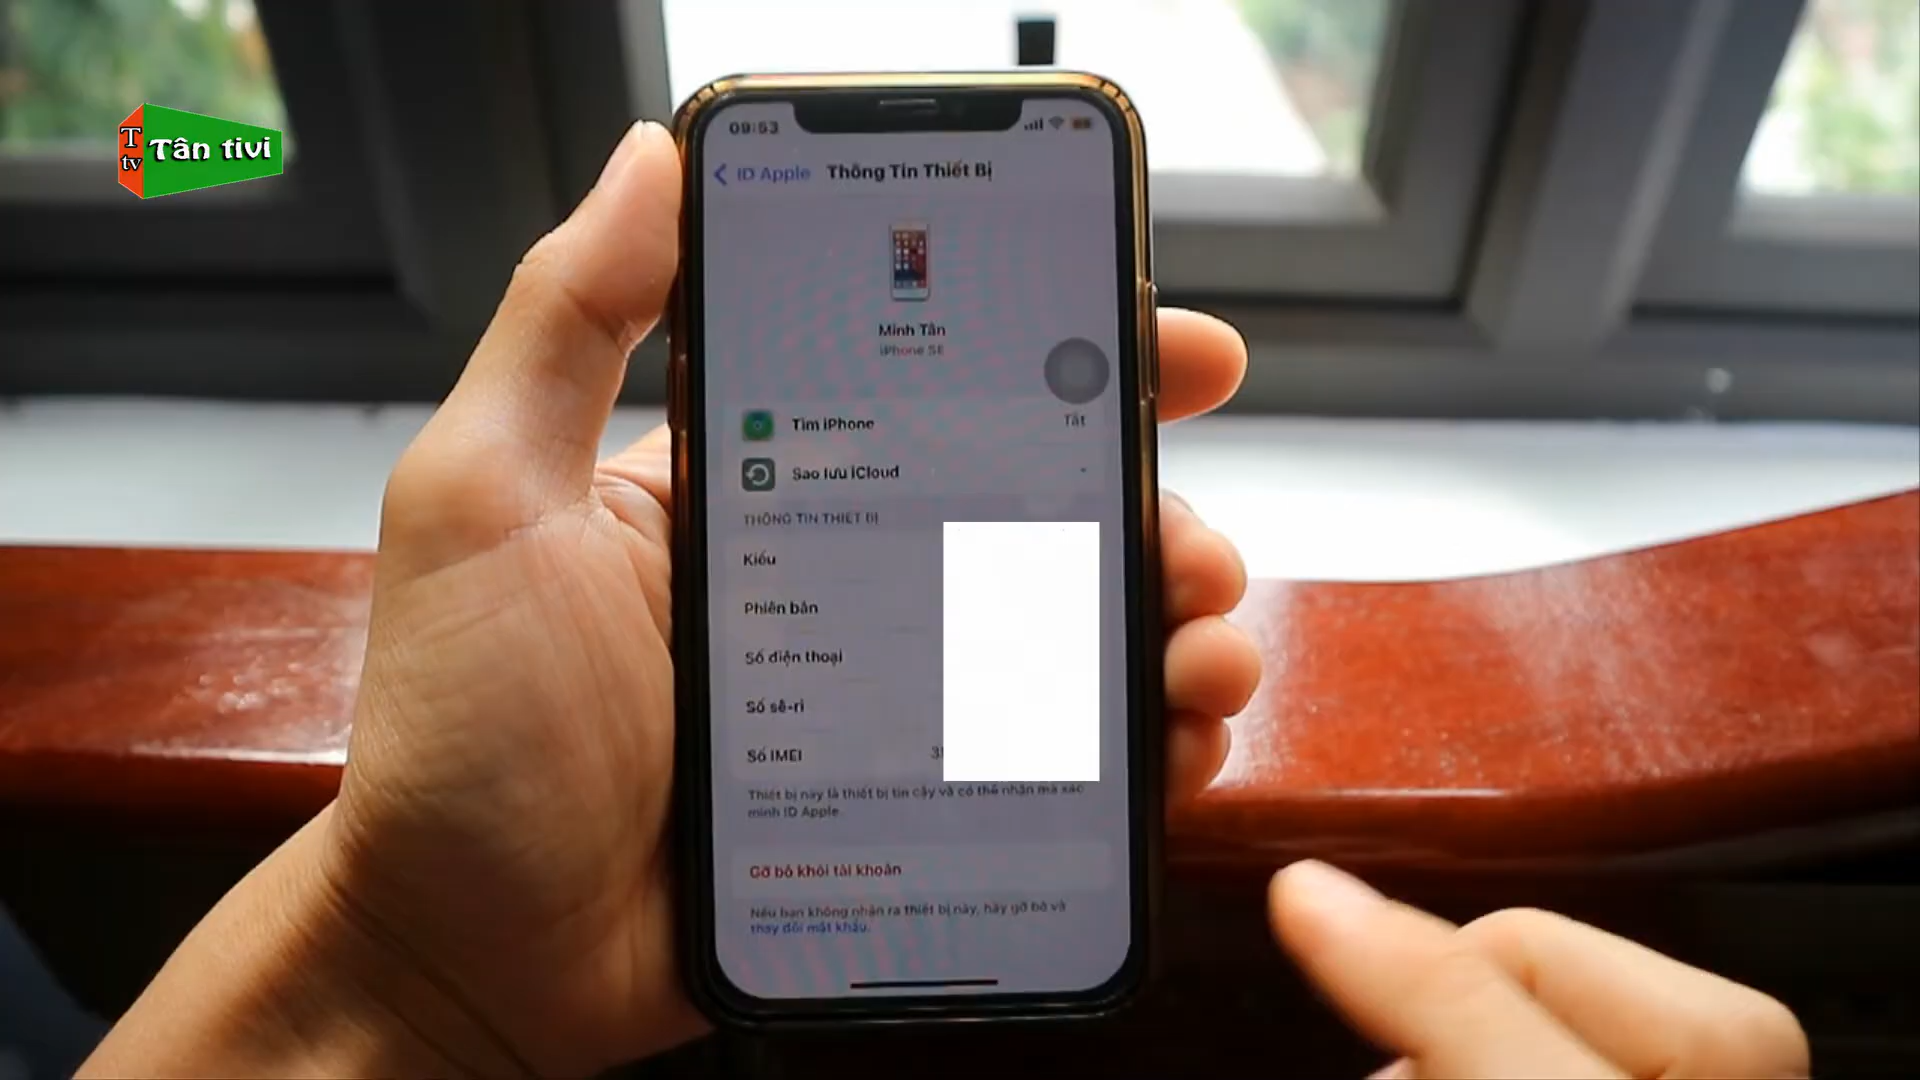 T
tv
Tân tivi
09:53
ID Apple
Thông Tin Thiết Bị
Minh Tân
iPhone SE
Tìm iPhone
Tắt
Sao lưu iCloud
THÔNG TIN THIẾT BỊ
Kiểu
Phiên bản
Số điện thoại
Số sê-ri
Số IMEI
Thiết bị này là thiết bị tin cậy và có thể nhận mã xác
minh ID Apple.
Gỡ bỏ khỏi tài khoản
Nếu bạn không nhận ra thiết bị này, hãy gỡ bỏ và
thay đổi mật khẩu.